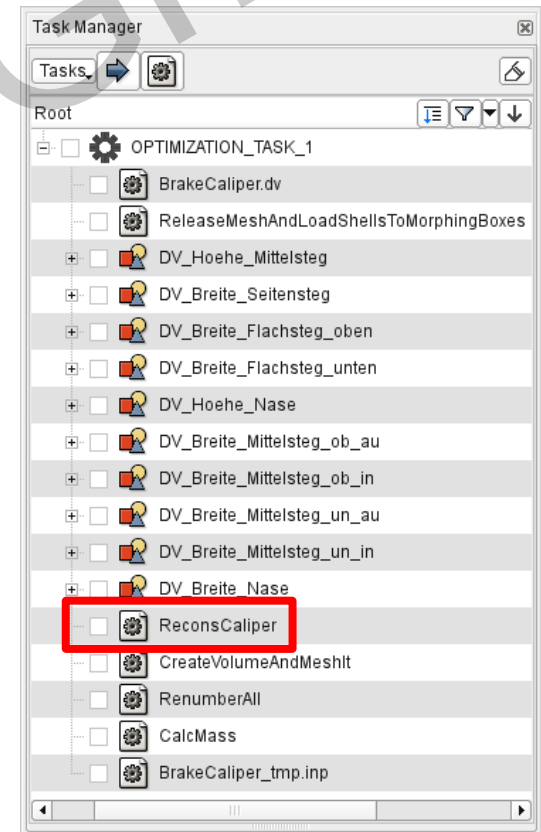 Task Manager
Tasks
Root
OPTIMIZATION_TASK_1
BrakeCaliper.dv
ReleaseMeshAndLoadShellsToMorphingBoxes
DV_Hoehe_Mittelsteg
DV_Breite_Seitensteg
DV_Breite_Flachsteg_oben
DV_Breite_Flachsteg_unten
DV_Hoehe_Nase
DV_Breite_Mittelsteg_ob_au
DV_Breite_Mittelsteg_ob_in
DV_Breite_Mittelsteg_un_au
DV_Breite_Mittelsteg_un_in
DV_Breite_Nase
ReconsCaliper
CreateVolumeAndMeshIt
RenumberAll
CalcMass
BrakeCaliper_tmp.inp